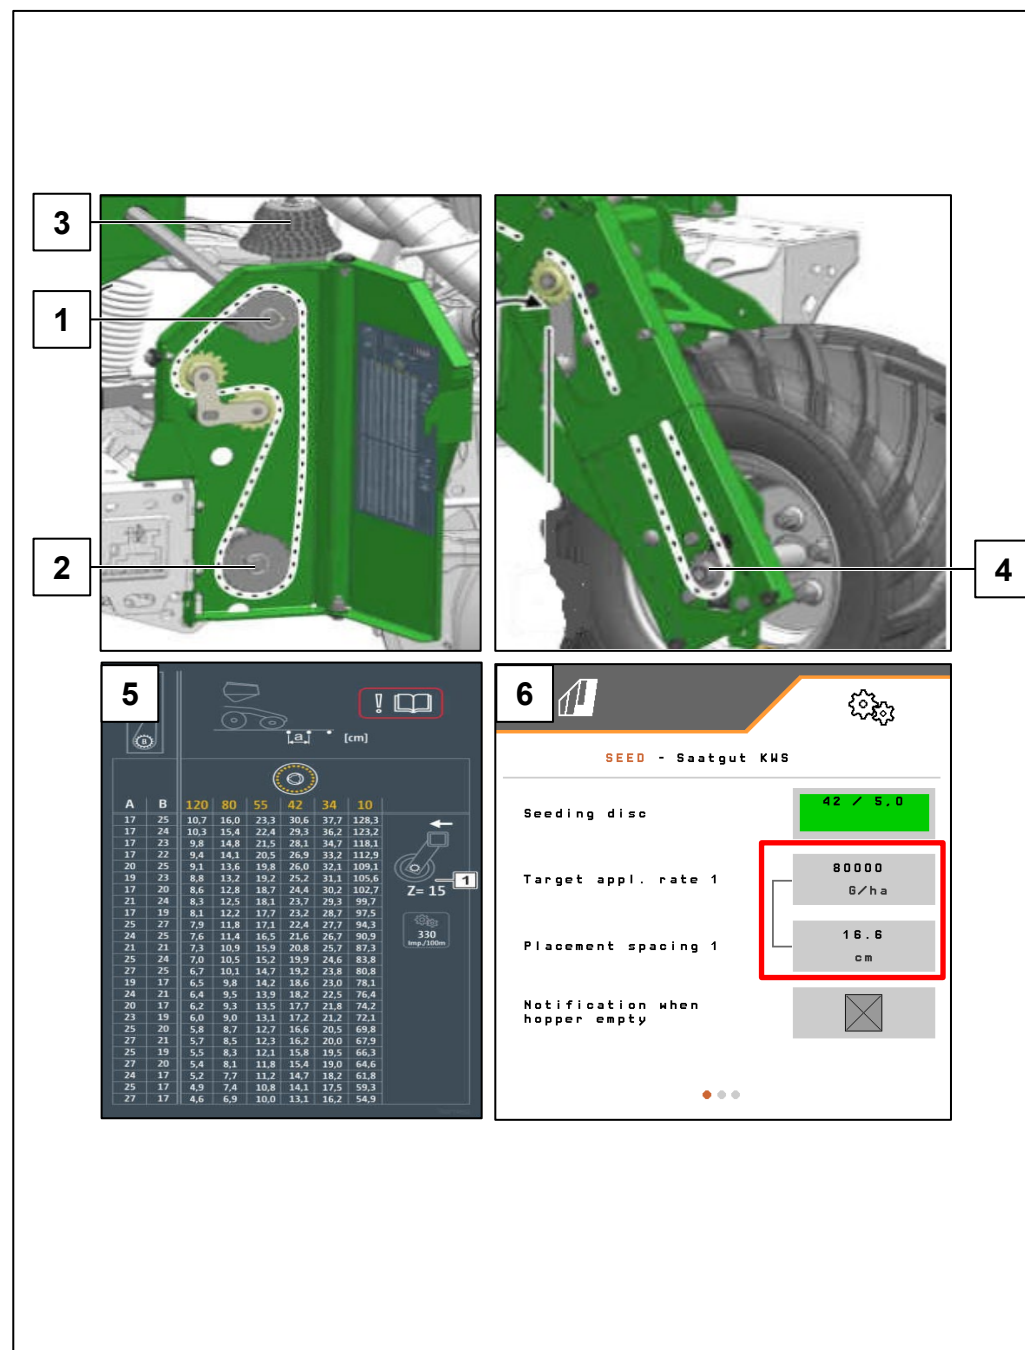 3
1
2
4
5
B
!
a
[cm]
A B 120 80 55 42 34 10
17 25 10,7 16,0 23,3 30,6 37,7 128,3
17 24 10,3 15,4 22,4 29,3 36,2 123,2
17 23 9,8 14,8 21,5 28,1 34,7 118,1
17 22 9,4 14,1 20,5 26,9 33,2 112,9
20 25 9,1 13,6 19,8 26,0 32,1 109,1
19 23 8,8 13,2 19,2 25,2 31,1 105,6
17 20 8,6 12,8 18,7 24,4 30,2 102,7
21 24 8,3 12,5 18,1 23,7 29,3 99,7
17 19 8,1 12,2 17,7 23,2 28,7 97,5
25 27 7,9 11,8 17,1 22,4 27,7 94,3
24 25 7,6 11,4 16,5 21,6 26,7 90,9
21 21 7,3 10,9 15,9 20,8 25,7 87,3
25 24 7,0 10,5 15,2 19,9 24,6 83,8
27 25 6,7 10,1 14,7 19,2 23,8 80,8
19 17 6,5 9,8 14,2 18,6 23,0 78,1
24 21 6,4 9,5 13,9 18,2 22,5 76,4
20 17 6,2 9,3 13,5 17,7 21,8 74,2
23 19 6,0 9,0 13,1 17,2 21,2 72,1
25 20 5,8 8,7 12,7 16,6 20,5 69,8
27 21 5,7 8,5 12,3 16,2 20,0 67,9
25 19 5,5 8,3 12,1 15,8 19,5 66,3
27 20 5,4 8,1 11,8 15,4 19,0 64,6
24 17 5,2 7,7 11,2 14,7 18,2 61,8
25 17 4,9 7,4 10,8 14,1 17,5 59,3
27 17 4,6 6,9 10,0 13,1 16,2 54,9
1
Z= 15
330
Imp./100m
6
SEED - Saatgut KWS
Seeding disc
42 / 5,0
Target appl. rate 1
80000
G/ha
Placement spacing 1
16.6
cm
Notification when
hopper empty